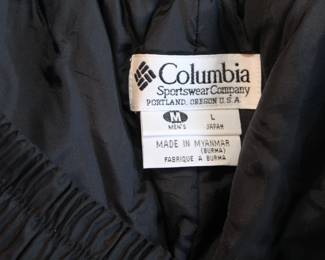 Columbia
Sportswear Company
PORTLAND, OREGON U.S.A.
M L
MEN'S JAPAN
MADE IN MYANMAR
(BURMA)
FABRIQUE A BURMA